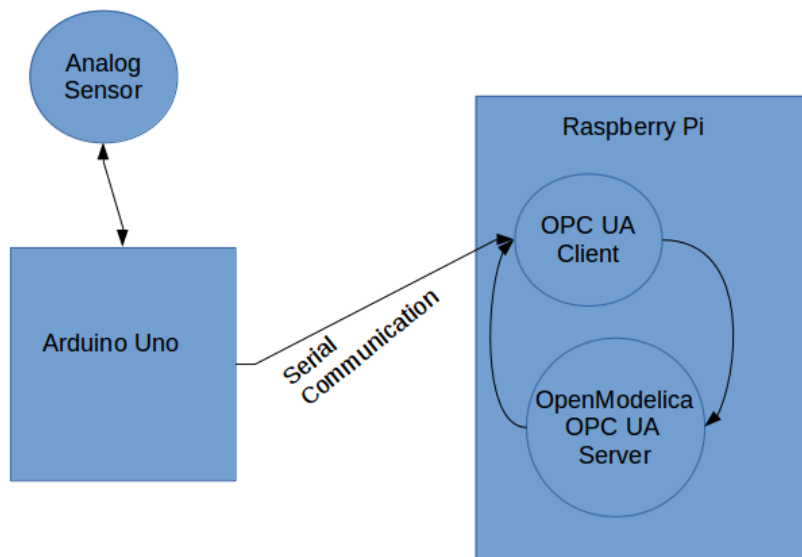 Analog
Sensor
Raspberry Pi
OPC UA
Client
Arduino Uno
Serial
Communication
OpenModelica
OPC UA
Server